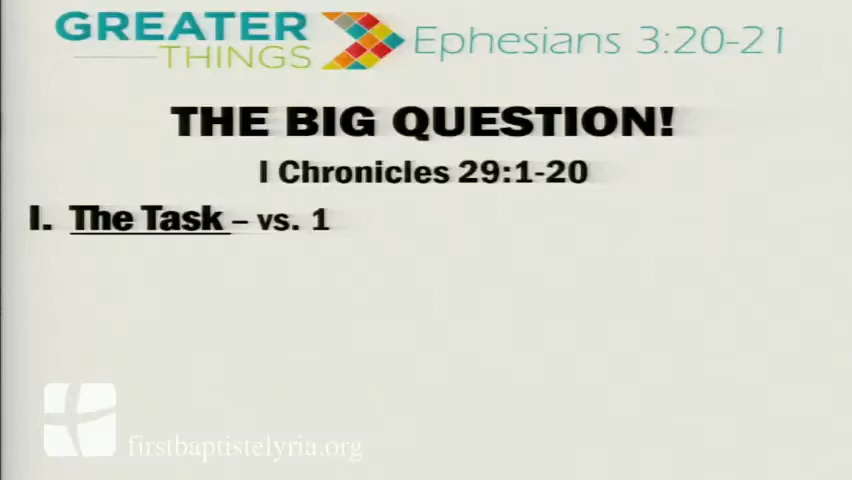 GREATER
THINGS
Ephesians 3:20-21
THE BIG QUESTION!
I Chronicles 29:1-20
I. The Task – vs. 1
firstbaptistelyria.org